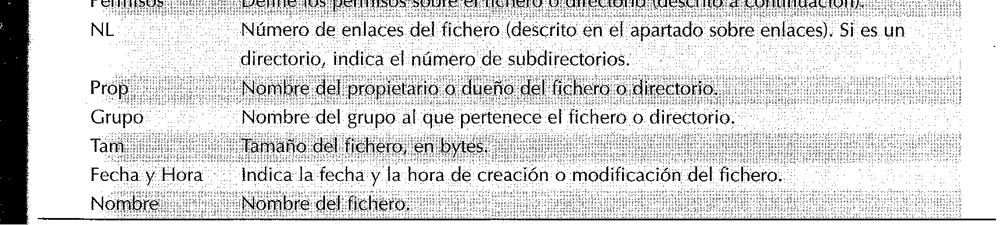 Permisos Define los permisos sobre el fichero o directorio (descrito a continuación).
NL Número de enlaces del fichero (descrito en el apartado sobre enlaces). Si es un
directorio, indica el número de subdirectorios.
Prop Nombre del propietario o dueño del fichero o directorio.
Grupo Nombre del grupo al que pertenece el fichero o directorio.
Tam Tamaño del fichero, en bytes.
Fecha y Hora Indica la fecha y la hora de creación o modificación del fichero.
Nombre Nombre del fichero.